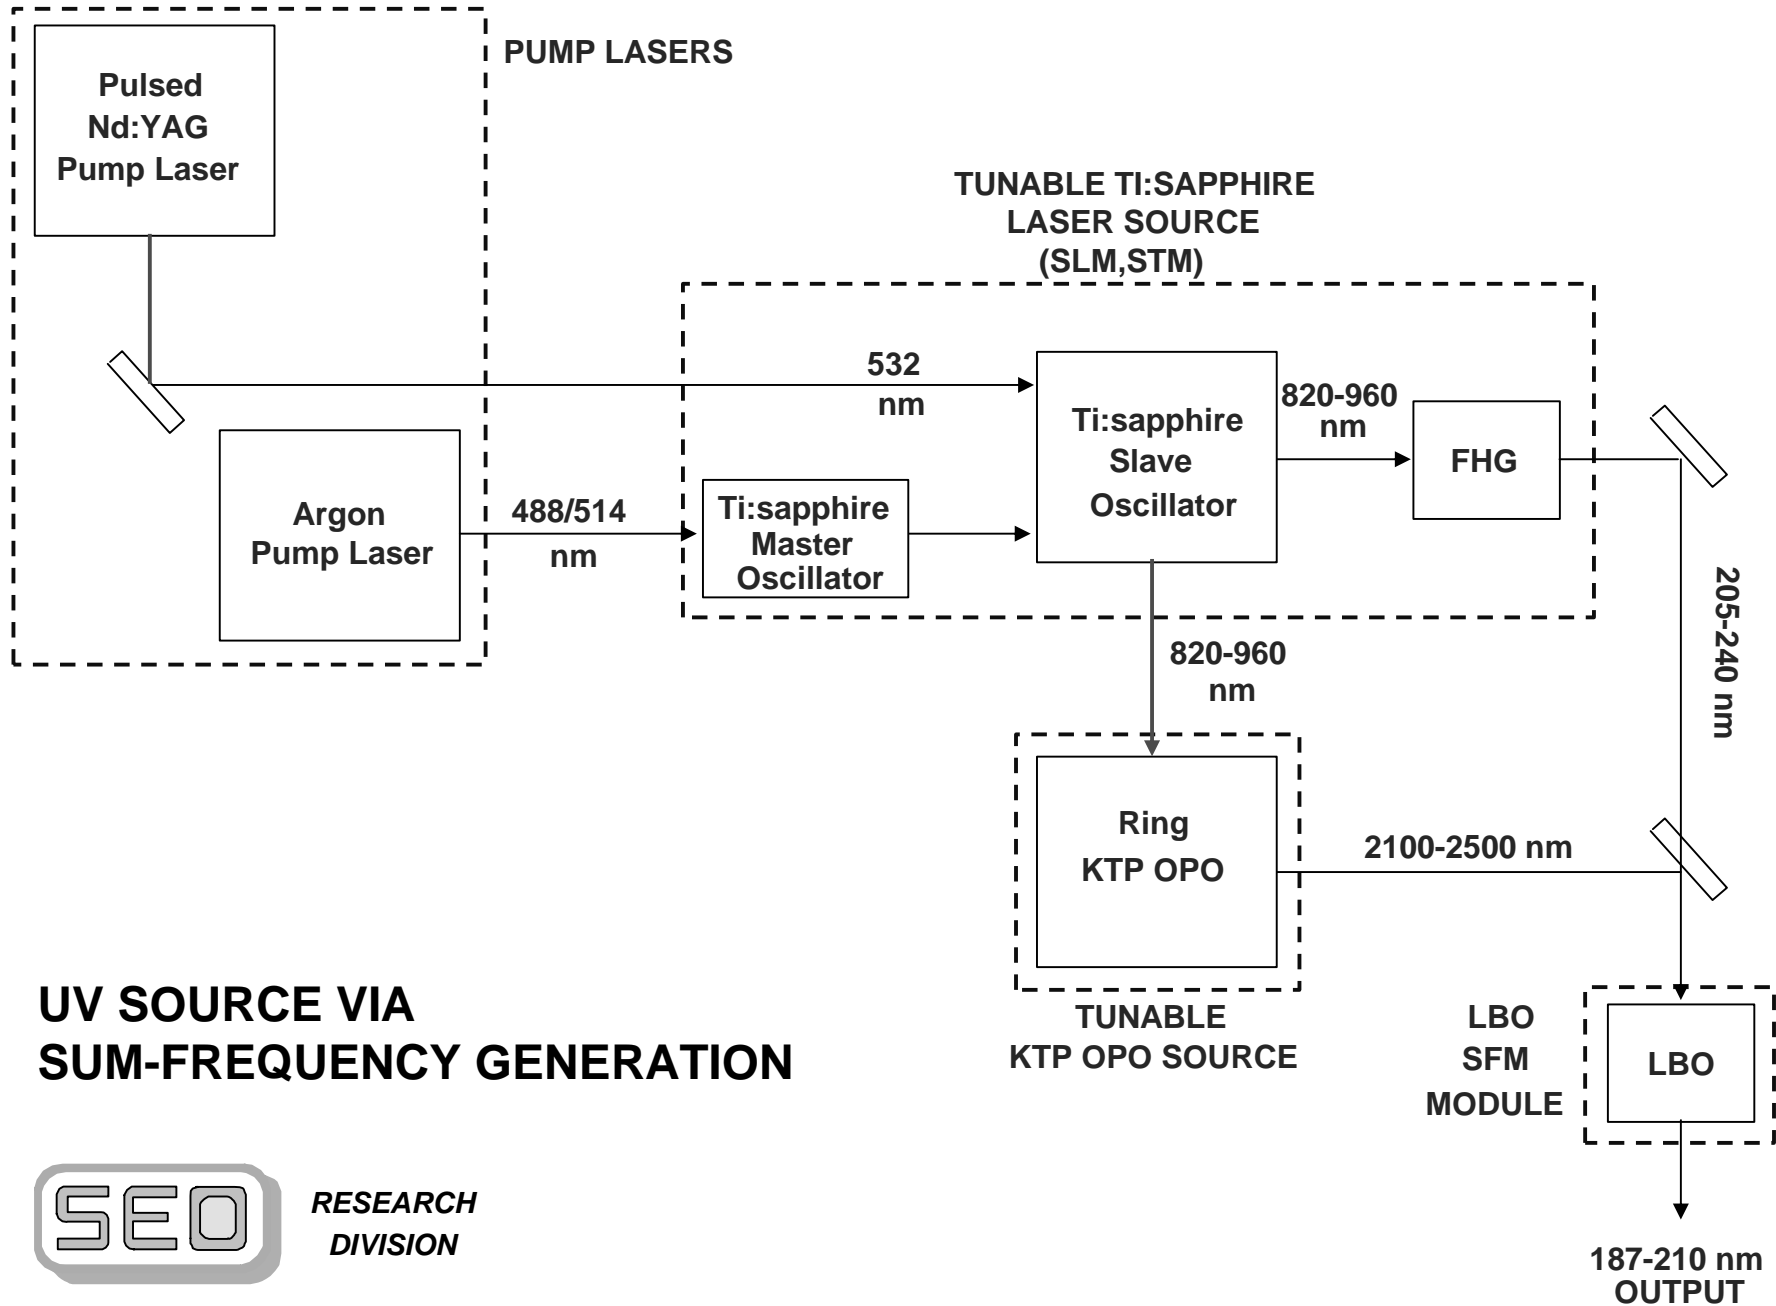 PUMP LASERS
Pulsed
Nd:YAG
Pump Laser
TUNABLE TI:SAPPHIRE
LASER SOURCE
(SLM,STM)
532
nm
Ti:sapphire
Slave
Oscillator
820-960
nm
FHG
Argon
Pump Laser
488/514
nm
Ti:sapphire
Master
Oscillator
205-240 nm
820-960
nm
Ring
KTP OPO
2100-2500 nm
TUNABLE
KTP OPO SOURCE
LBO
SFM
MODULE
LBO
187-210 nm
OUTPUT
UV SOURCE VIA
SUM-FREQUENCY GENERATION
SEO
RESEARCH
DIVISION